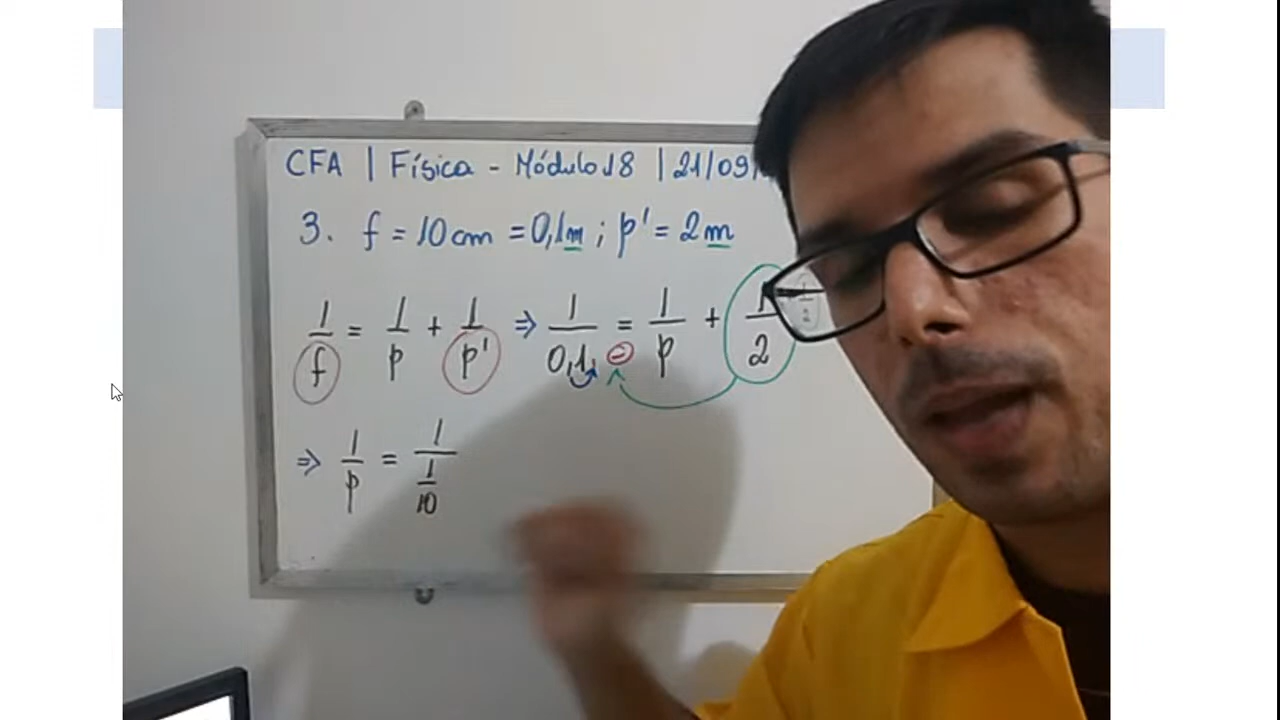 CFA | Física - Módulo 18 | 21/09/
3. f = 10 cm = 0,1m ; p' = 2 m
1/f = 1/p + 1/p' ⇒ 1/0,1 = 1/p + 1/2
⇒ 1/p = 1/(1/10)